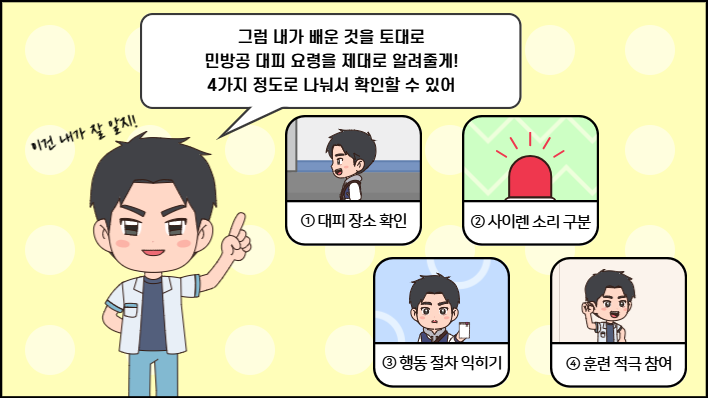 그럼 내가 배운 것을 토대로
민방공 대피 요령을 제대로 알려줄게!
4가지 정도로 나눠서 확인할 수 있어
이건 내가 잘 알지!
① 대피 장소 확인
② 사이렌 소리 구분
③ 행동 절차 익히기
④ 훈련 적극 참여